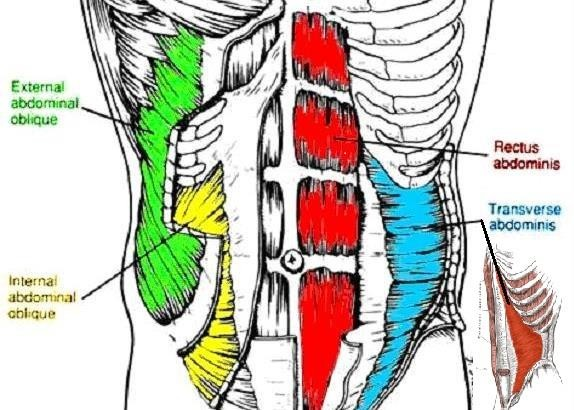 External
abdominal
oblique
Rectus
abdominis
Transverse
abdominis
Internal
abdominal
oblique